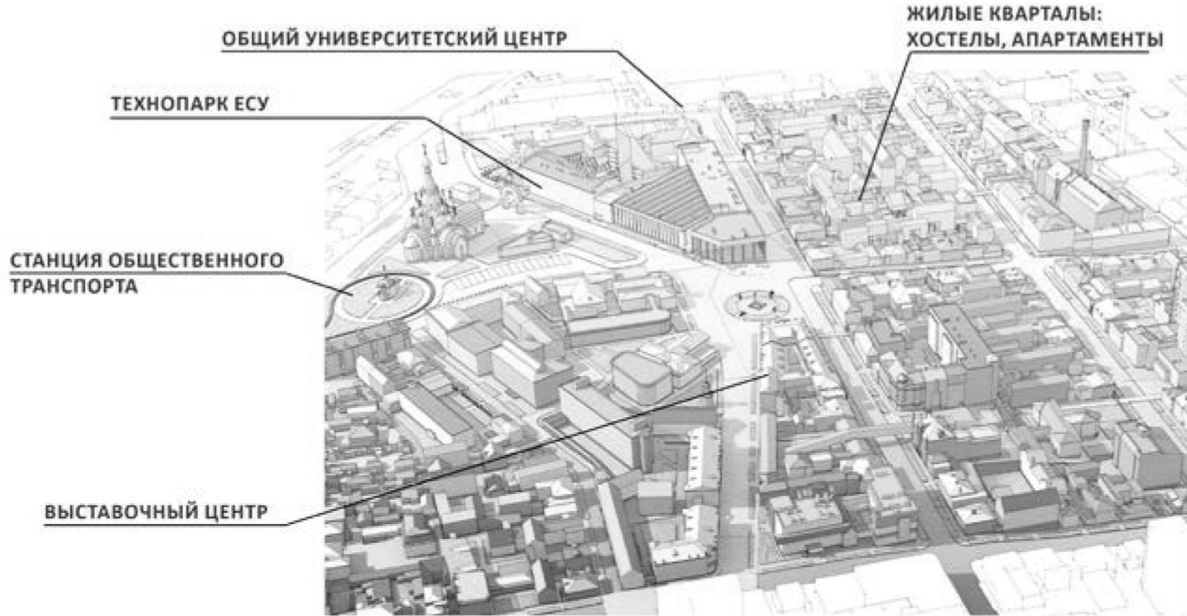 ЖИЛЫЕ КВАРТАЛЫ:
ХОСТЕЛЫ, АПАРТАМЕНТЫ
ОБЩИЙ УНИВЕРСИТЕТСКИЙ ЦЕНТР
ТЕХНОПАРК ЕСУ
СТАНЦИЯ ОБЩЕСТВЕННОГО
ТРАНСПОРТА
ВЫСТАВОЧНЫЙ ЦЕНТР